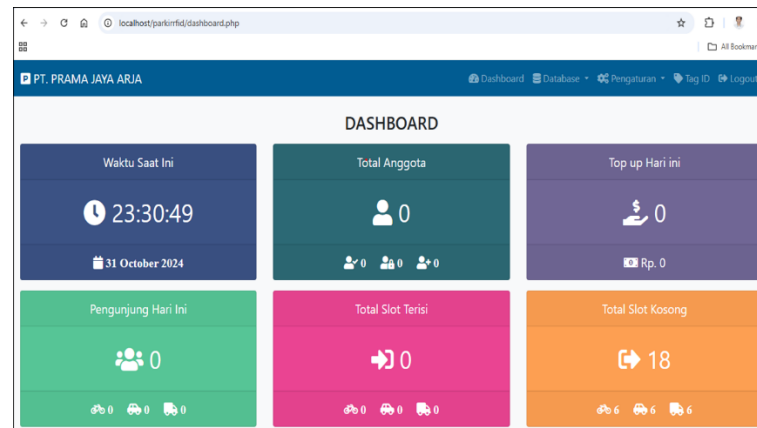 localhost/parkirrfid/dashboard.php
All Bookmar
P PT. PRAMA JAYA ARJA
Dashboard Database Pengaturan Tag ID Logout
DASHBOARD
Waktu Saat Ini
23:30:49
31 October 2024
Total Anggota
0
0 0 0
Top up Hari ini
0
Rp. 0
Pengunjung Hari Ini
0
0 0 0
Total Slot Terisi
0
0 0 0
Total Slot Kosong
18
6 6 6